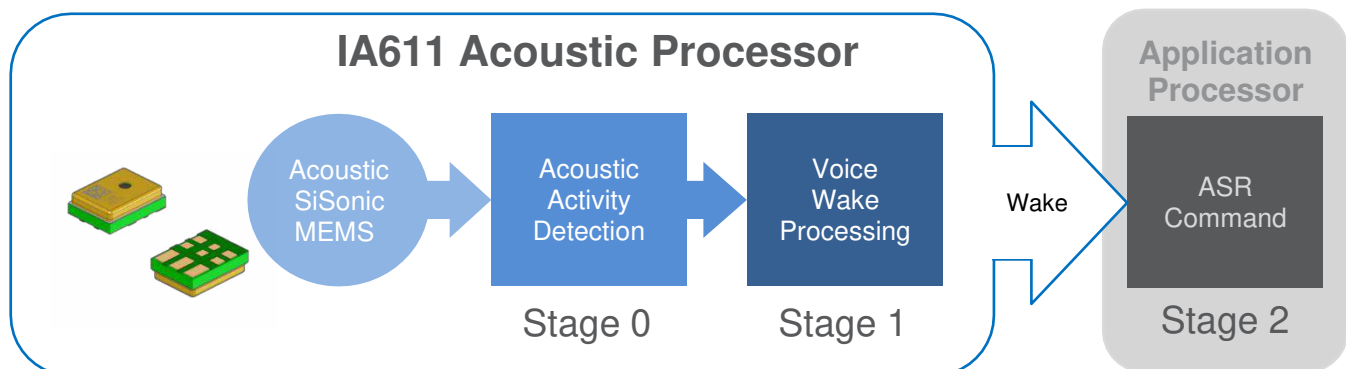 IA611 Acoustic Processor
Application
Processor
Acoustic
SiSonic
MEMS
Acoustic
Activity
Detection
Voice
Wake
Processing
Wake
ASR
Command
Stage 0
Stage 1
Stage 2